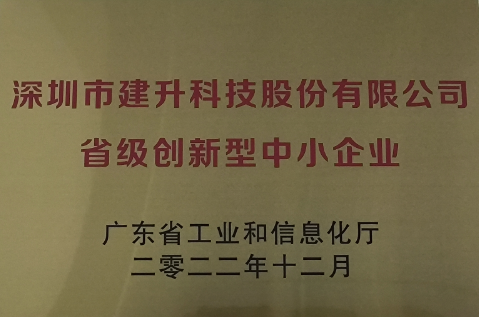 深圳市建升科技股份有限公司
省级创新型中小企业
广东省工业和信息化厅
二零二二年十二月